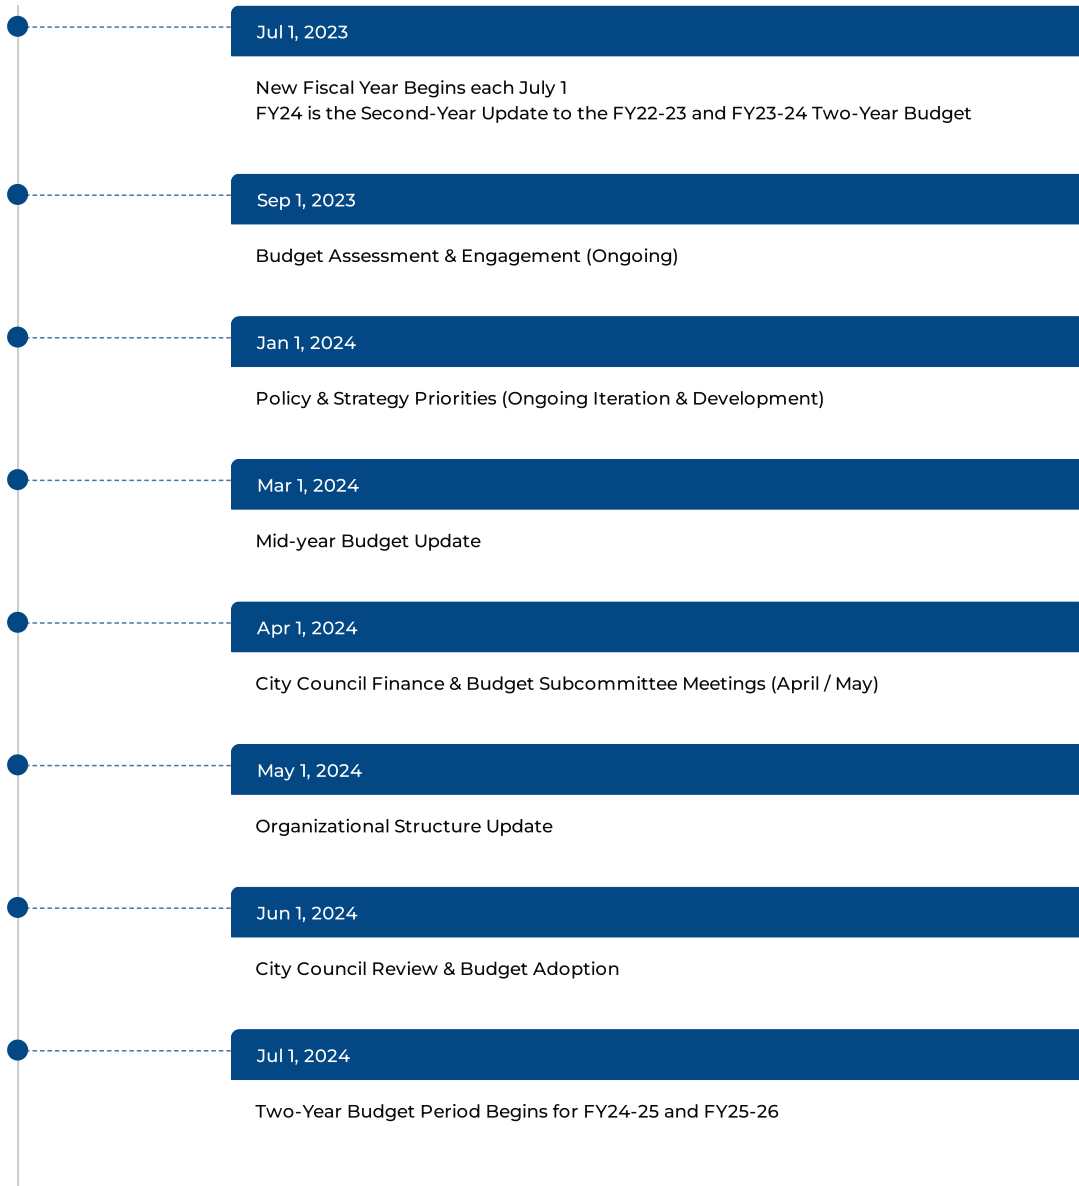 Jul 1, 2023
New Fiscal Year Begins each July 1
FY24 is the Second-Year Update to the FY22-23 and FY23-24 Two-Year Budget
Sep 1, 2023
Budget Assessment & Engagement (Ongoing)
Jan 1, 2024
Policy & Strategy Priorities (Ongoing Iteration & Development)
Mar 1, 2024
Mid-year Budget Update
Apr 1, 2024
City Council Finance & Budget Subcommittee Meetings (April / May)
May 1, 2024
Organizational Structure Update
Jun 1, 2024
City Council Review & Budget Adoption
Jul 1, 2024
Two-Year Budget Period Begins for FY24-25 and FY25-26